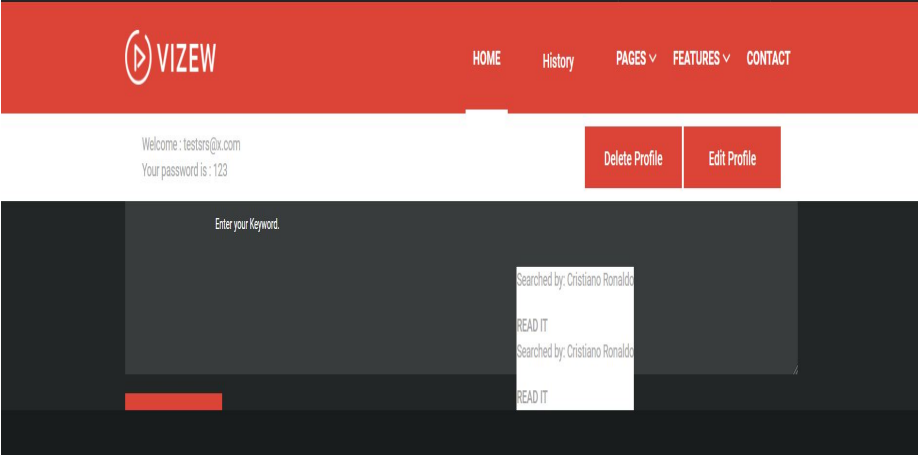 VIZEW
HOME
History
PAGES
FEATURES
CONTACT
Welcome : testsrs@x.com
Your password is : 123
Delete Profile
Edit Profile
Enter your Keyword.
Searched by: Cristiano Ronaldo
READ IT
Searched by: Cristiano Ronaldo
READ IT